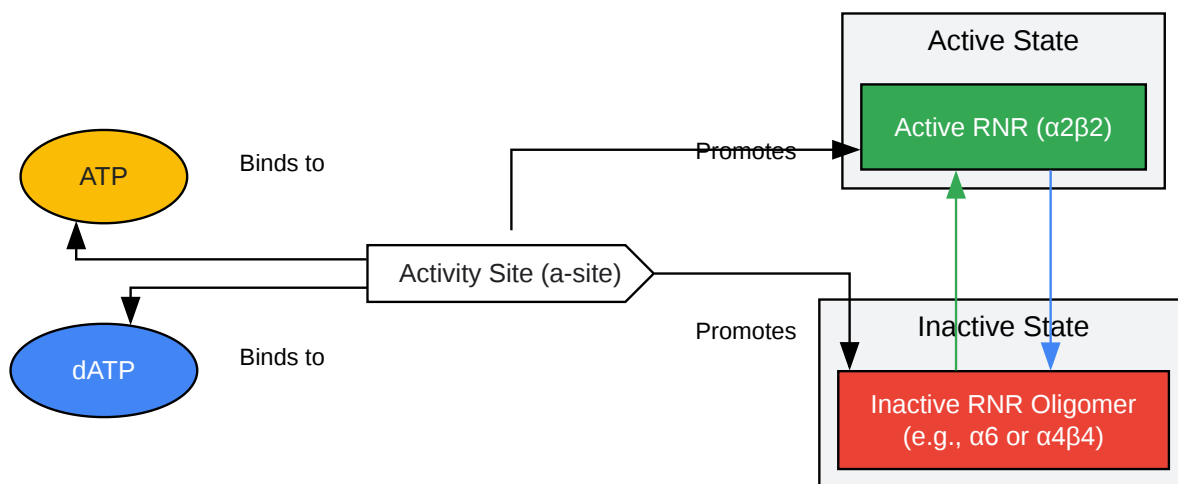 Active State
Active RNR (α2β2)
Promotes
ATP
Binds to
Activity Site (a-site)
Promotes
Inactive State
dATP
Binds to
Inactive RNR Oligomer
(e.g., α6 or α4β4)